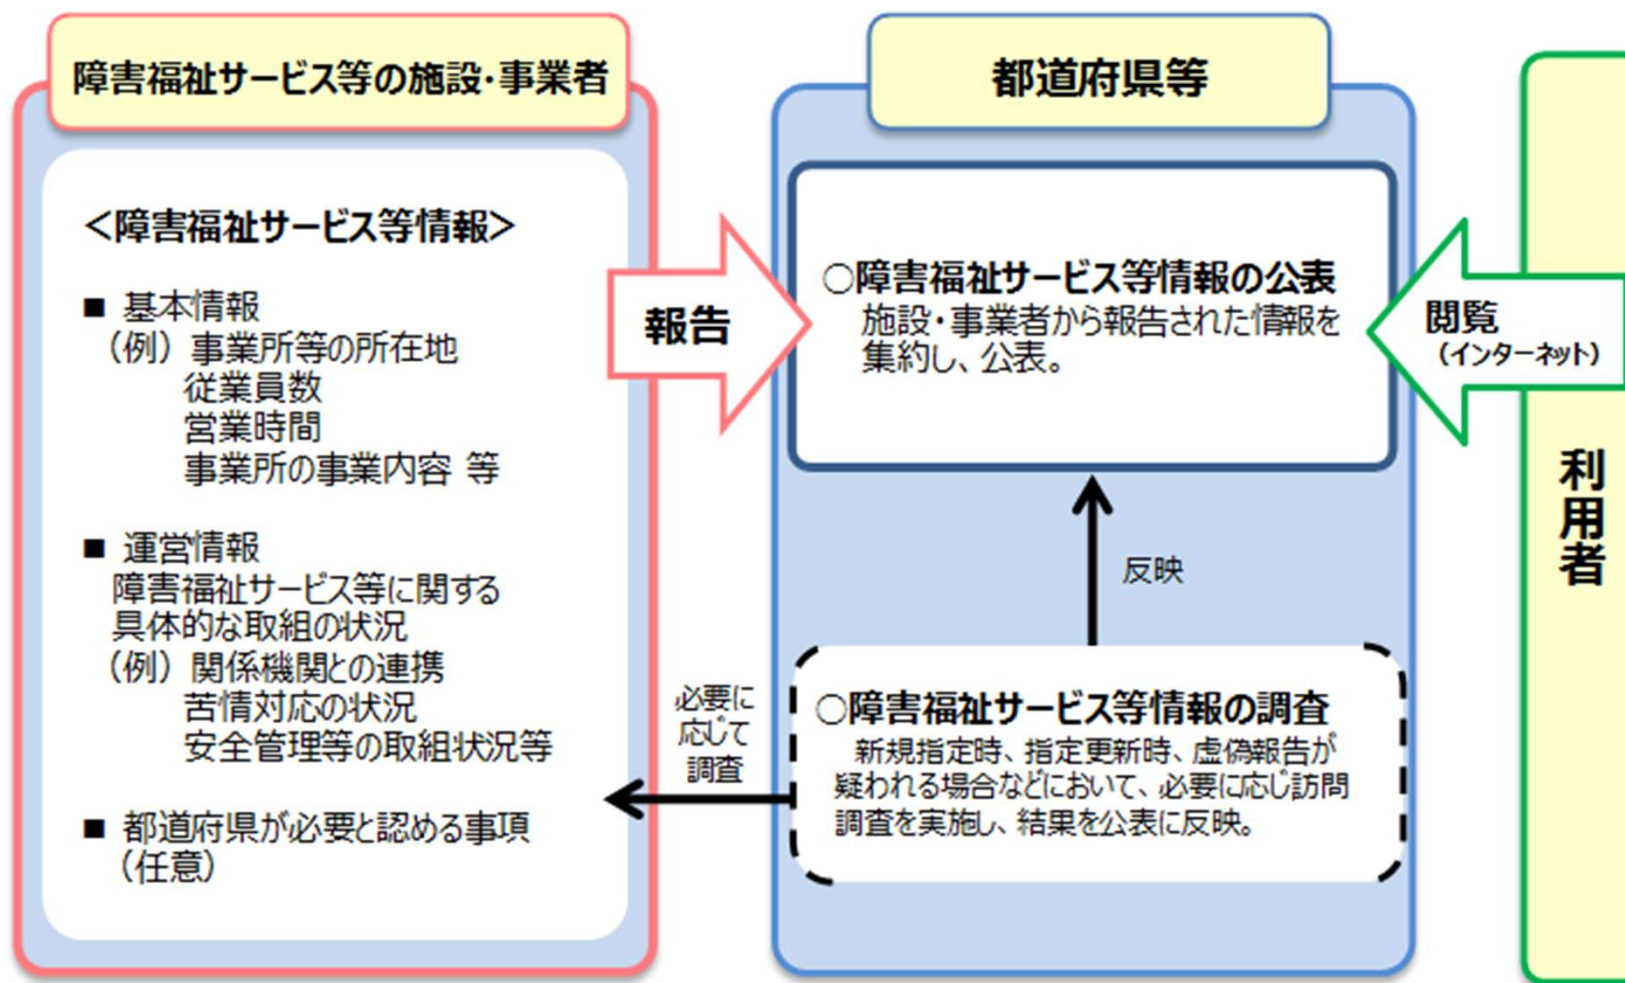 障害福祉サービス等の施設・事業者
＜障害福祉サービス等情報＞
■ 基本情報
（例）事業所等の所在地
従業員数
営業時間
事業所の事業内容 等
■ 運営情報
障害福祉サービス等に関する
具体的な取組の状況
（例）関係機関との連携
苦情対応の状況
安全管理等の取組状況等
■ 都道府県が必要と認める事項
（任意）
報告
都道府県等
○障害福祉サービス等情報の公表
施設・事業者から報告された情報を
集約し、公表。
反映
○障害福祉サービス等情報の調査
新規指定時、指定更新時、虚偽報告が
疑われる場合などにおいて、必要に応じ訪問
調査を実施し、結果を公表に反映。
必要に
応じて
調査
閲覧
（インターネット）
利用者